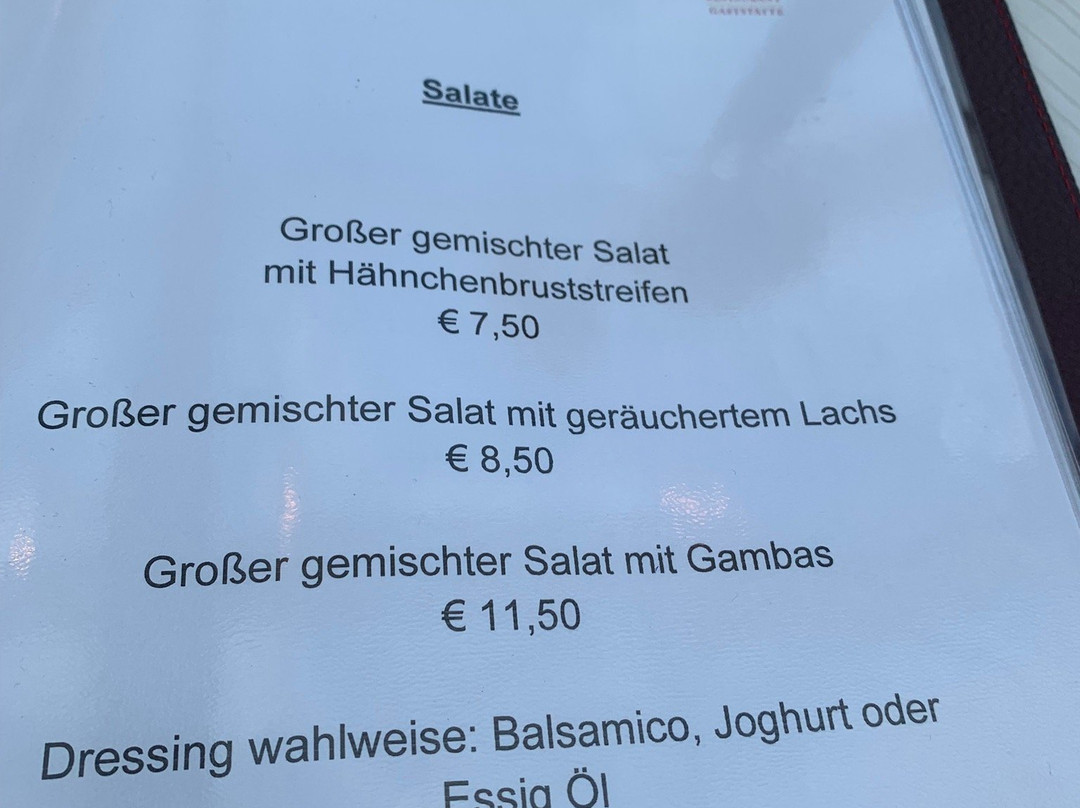 GASTSTÄTTE
Salate
Großer gemischter Salat
mit Hähnchenbruststreifen
€ 7,50
Großer gemischter Salat mit geräuchertem Lachs
€ 8,50
Großer gemischter Salat mit Gambas
€ 11,50
Dressing wahlweise: Balsamico, Joghurt oder
Essig Öl